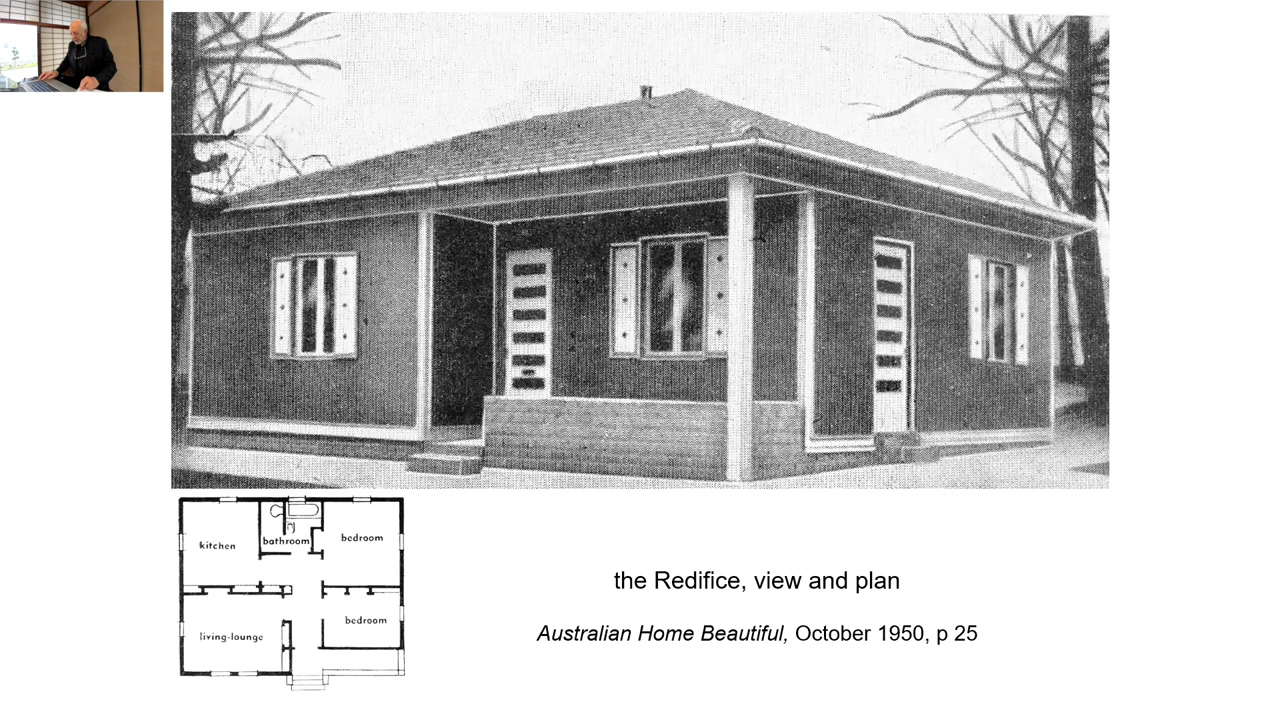 kitchen
bathroom
bedroom
living-lounge
bedroom
the Redifice, view and plan
Australian Home Beautiful, October 1950, p 25